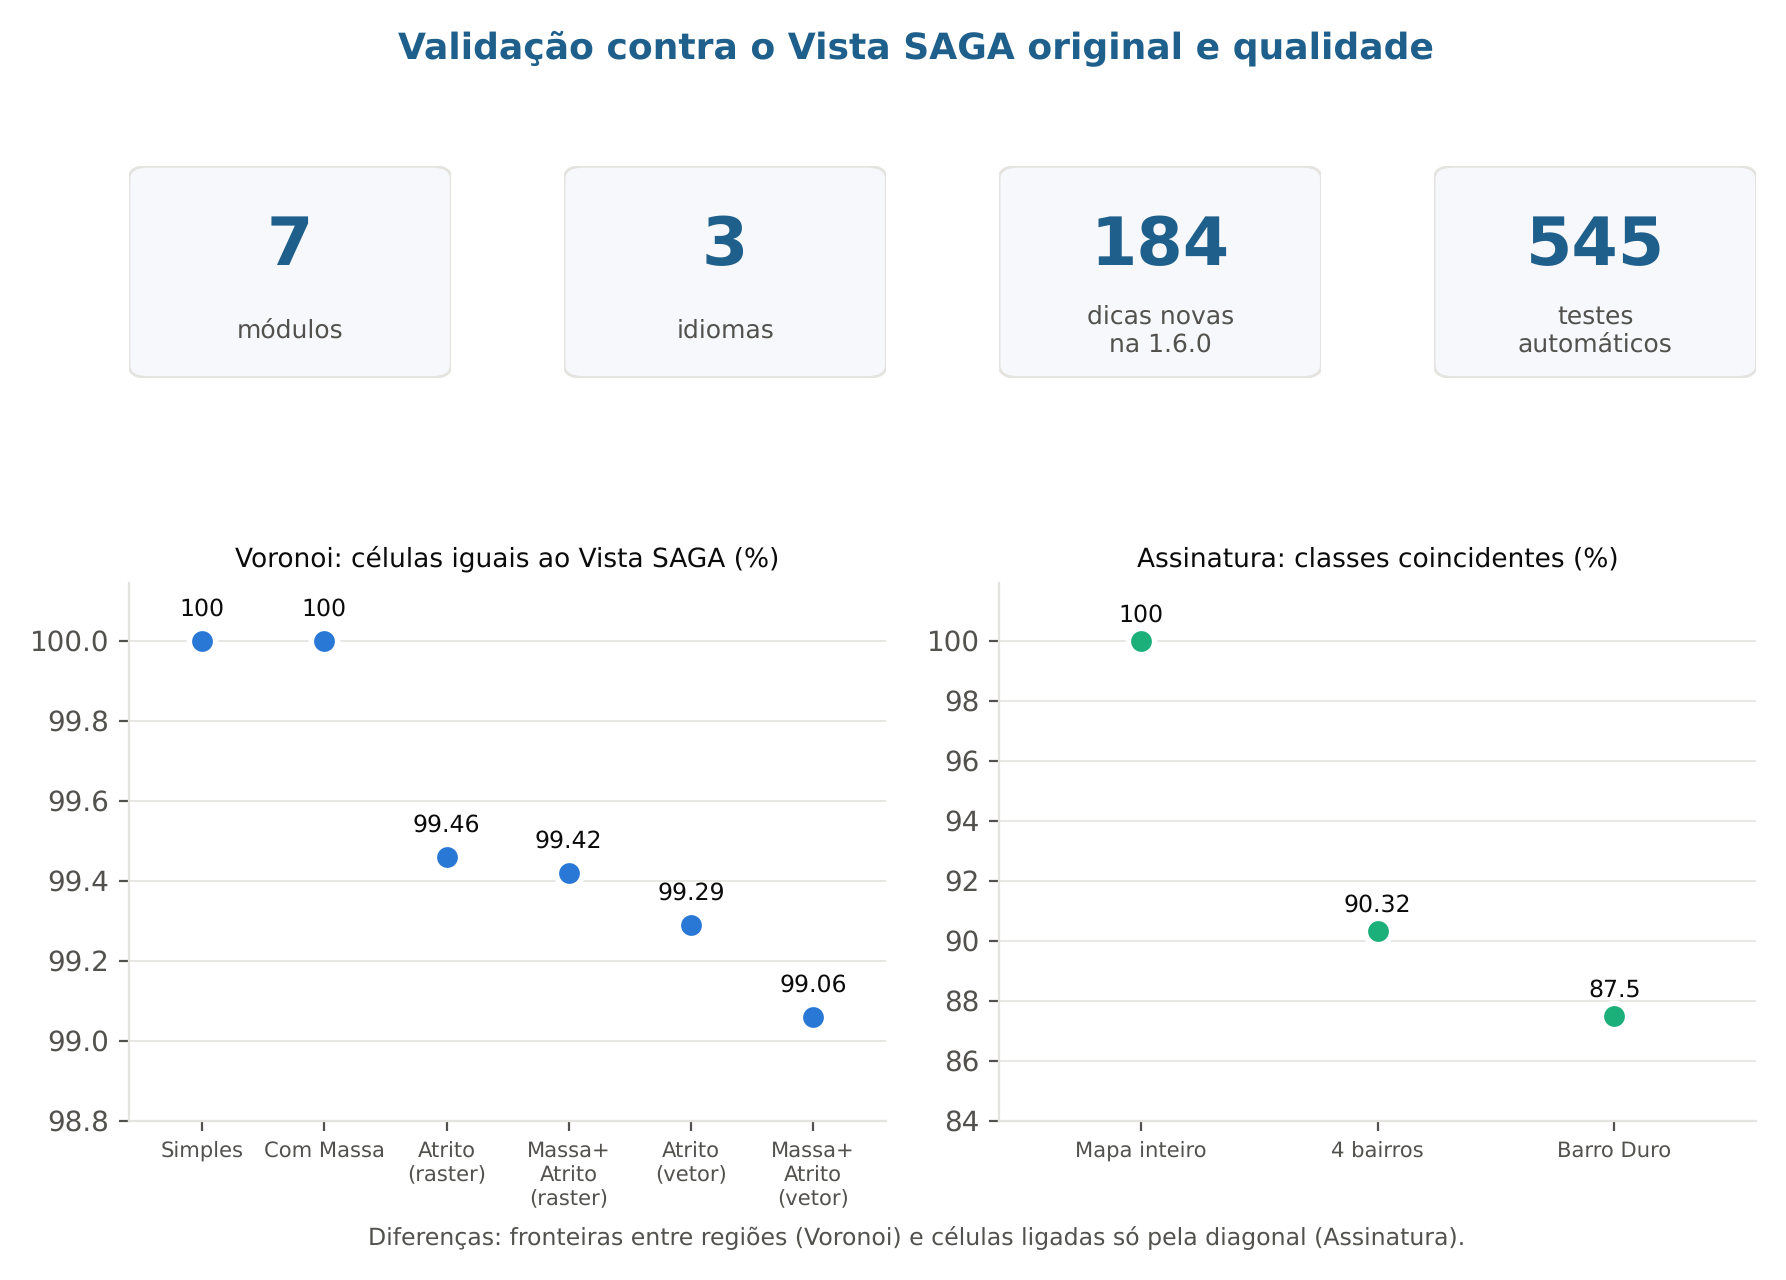 Validação contra o Vista SAGA original e qualidade
7
módulos
3
idiomas
184
dicas novas
na 1.6.0
545
testes
automáticos
Voronoi: células iguais ao Vista SAGA (%)
100.0
99.8
99.6
99.4
99.2
99.0
98.8
100
100
99.46
99.42
99.29
99.06
Simples
Com Massa
Atrito
(raster)
Massa+
Atrito
(raster)
Atrito
(vetor)
Massa+
Atrito
(vetor)
Assinatura: classes coincidentes (%)
100
98
96
94
92
90
88
86
84
100
90.32
87.5
Mapa inteiro
4 bairros
Barro Duro
Diferenças: fronteiras entre regiões (Voronoi) e células ligadas só pela diagonal (Assinatura).